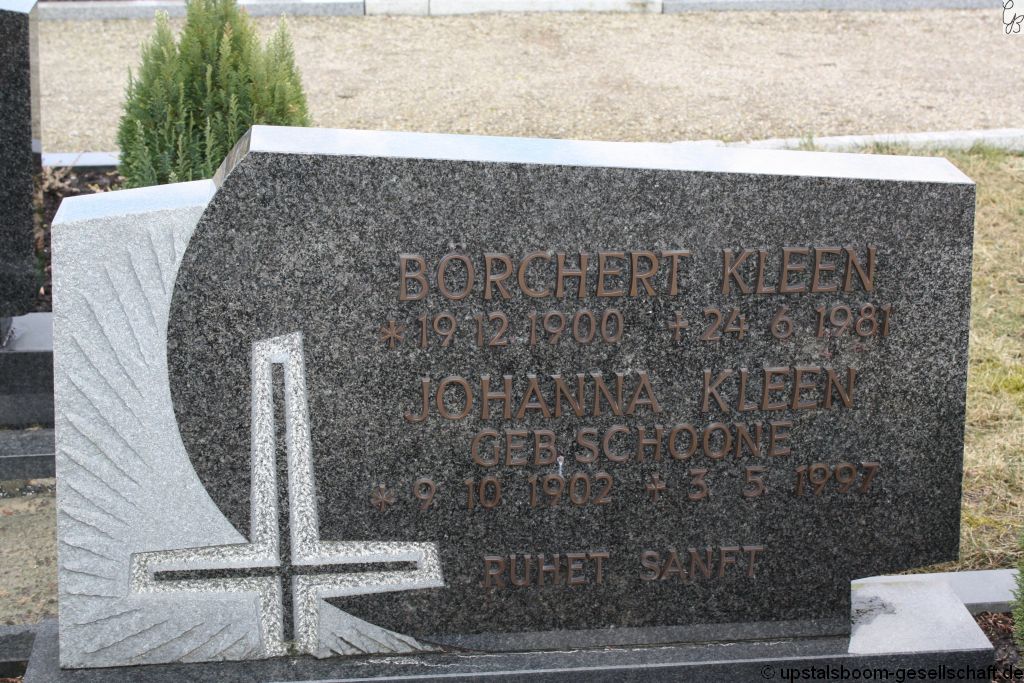 BÖRCHERT KLEEN
* 19 12 1900 + 24 6 1981
JOHANNA KLEEN
GEB. SCHOONE
* 9 10 1902 + 3 5 1997
RUHET SANFT
© upstalsboom-gesellschaft.de